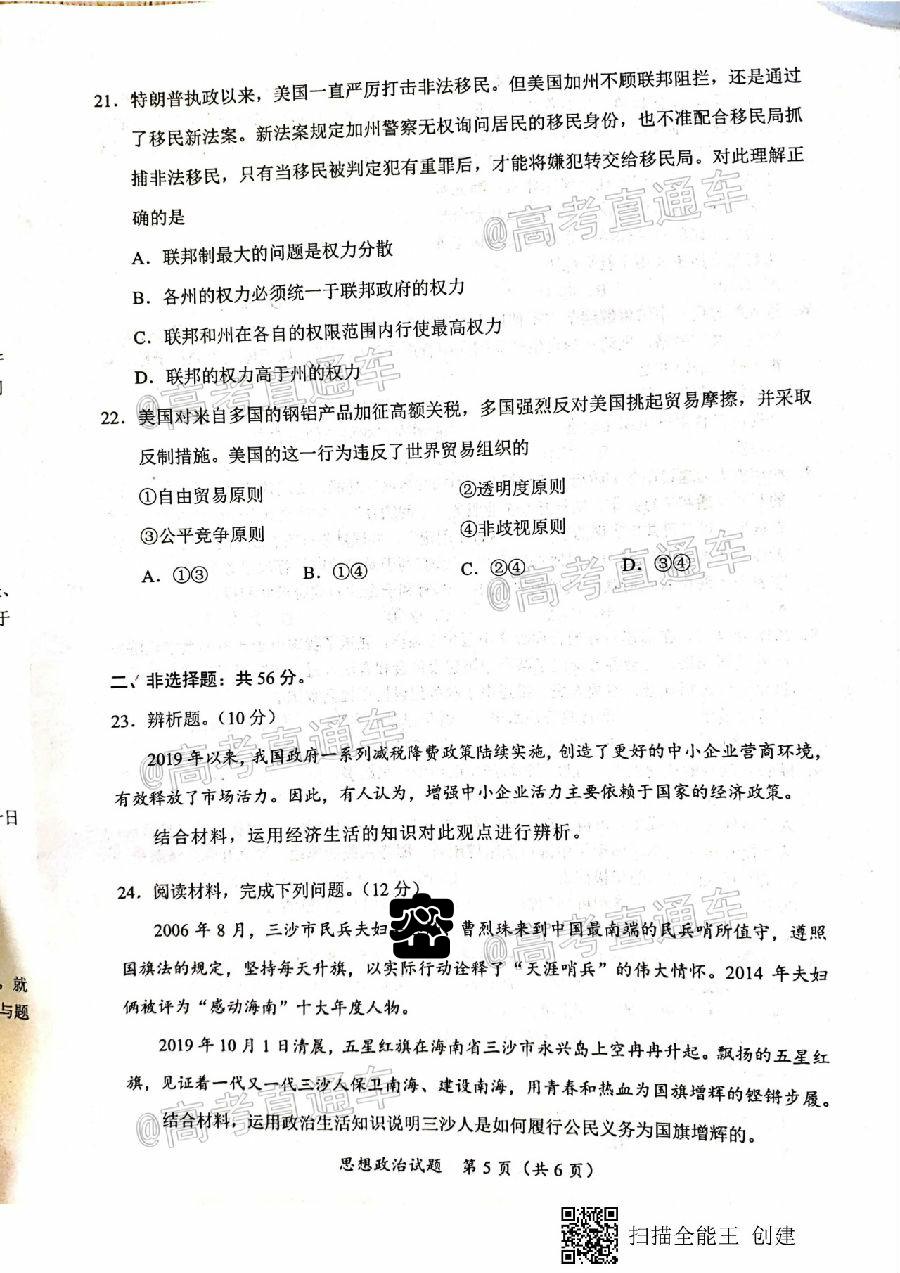 21．特朗普执政以来，美国一直严厉打击非法移民。但美国加州不顾联邦阻拦，还是通过
了移民新法案。新法案规定加州警察无权询问居民的移民身份，也不准配合移民局抓
捕非法移民，只有当移民被判定犯有重罪后，才能将嫌犯转交给移民局。对此理解正
确的是
@高考直通车
A．联邦制最大的问题是权力分散
B．各州的权力必须统一于联邦政府的权力
C．联邦和州在各自的权限范围内行使最高权力
D．联邦的权力高于州的权力
@高考直通车
22．美国对来自多国的钢铝产品加征高额关税，多国强烈反对美国挑起贸易摩擦，并采取
反制措施。美国的这一行为违反了世界贸易组织的
①自由贸易原则 ②透明度原则
③公平竞争原则 ④非歧视原则
A．①③ B．①④ C．②④ D．③④
@高考直通车
二、非选择题：共56分。
23．辨析题。（10分）
@高考直通车
2019年以来，我国政府一系列减税降费政策陆续实施，创造了更好的中小企业营商环境，
有效释放了市场活力。因此，有人认为，增强中小企业活力主要依赖于国家的经济政策。
结合材料，运用经济生活的知识对此观点进行辨析。
24．阅读材料，完成下列问题。（12分）
2006年8月，三沙市民兵夫妇 曹烈珠来到中国最南端的民兵哨所值守，遵照
@高考直通车
国旗法的规定，坚持每天升旗，以实际行动诠释了“天涯哨兵”的伟大情怀。2014年夫妇
俩被评为“感动海南”十大年度人物。
2019年10月1日清晨，五星红旗在海南省三沙市永兴岛上空冉冉升起。飘扬的五星红
旗，见证着一代又一代三沙人保卫南海、建设南海，用青春和热血为国旗增辉的铿锵步履。
@高考直通车
结合材料，运用政治生活知识说明三沙人是如何履行公民义务为国旗增辉的。
思想政治试题 第5页（共6页）
扫描全能王 创建
于
日
，就
与题